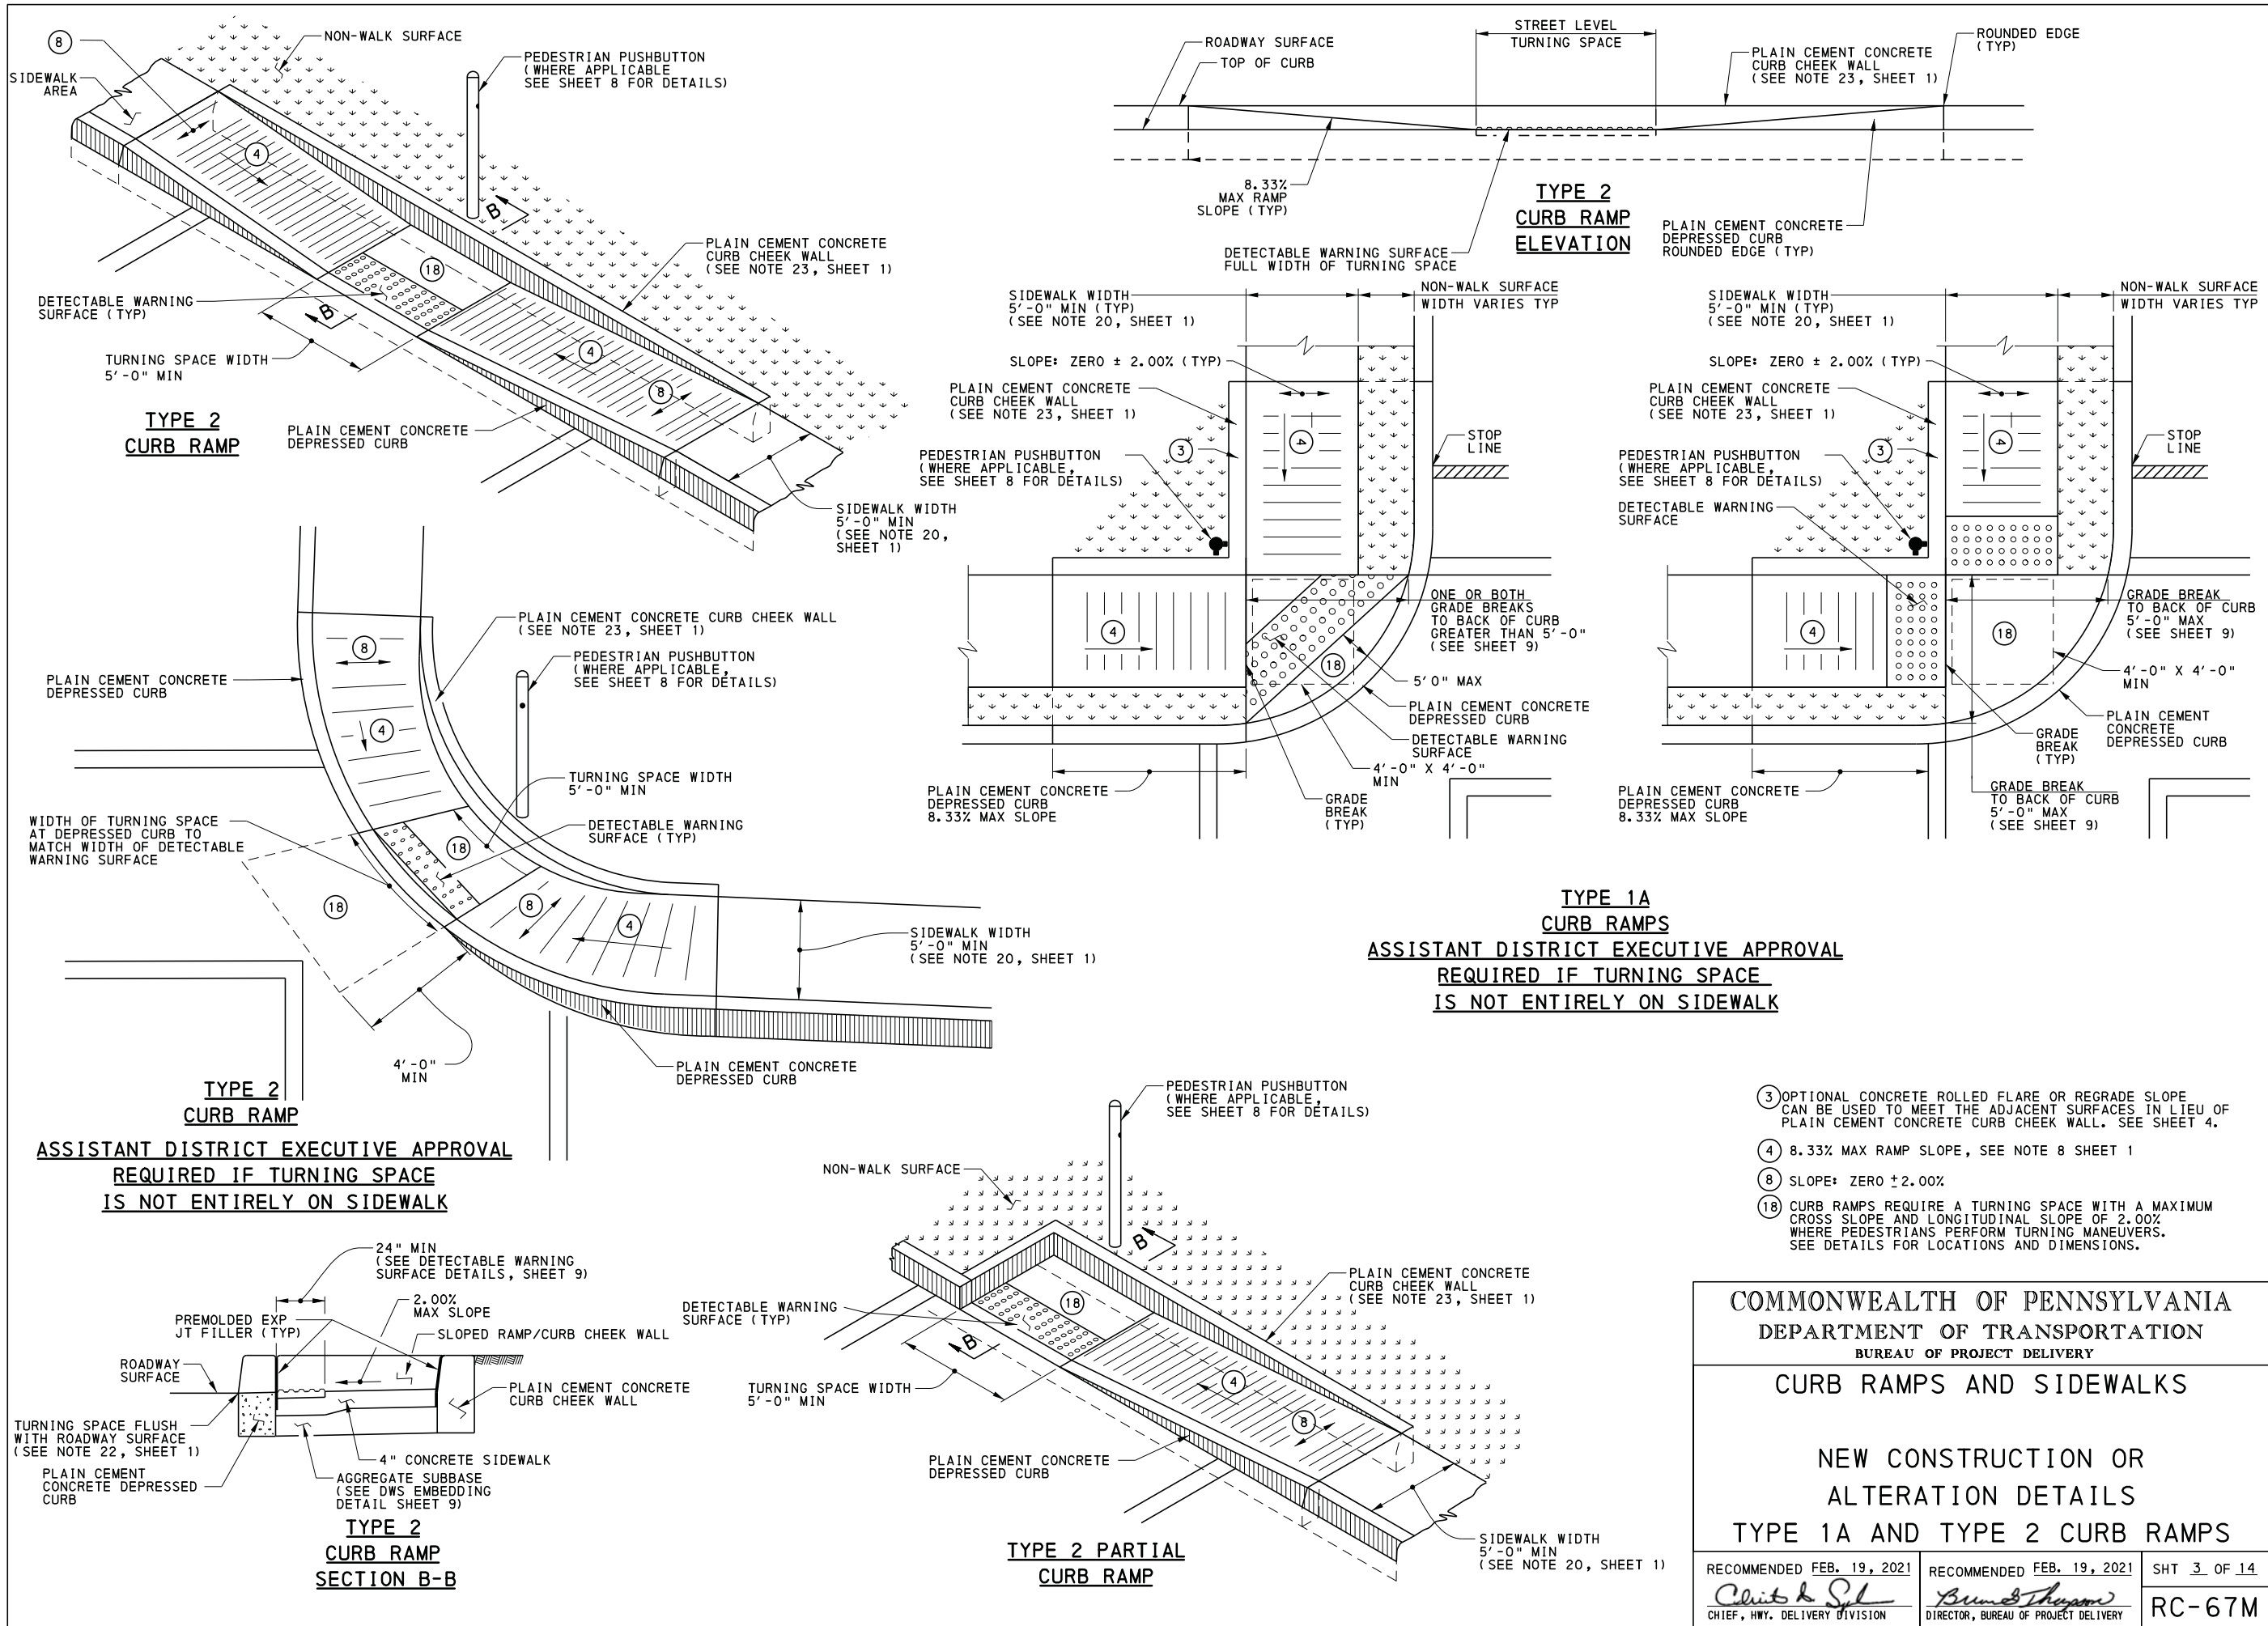 8
NON-WALK SURFACE
SIDEWALK
AREA
PEDESTRIAN PUSHBUTTON
(WHERE APPLICABLE
SEE SHEET 8 FOR DETAILS)
4
B
PLAIN CEMENT CONCRETE
CURB CHEEK WALL
(SEE NOTE 23, SHEET 1)
18
DETECTABLE WARNING
SURFACE (TYP)
B
TURNING SPACE WIDTH
5'-0" MIN
4
8
PLAIN CEMENT CONCRETE
DEPRESSED CURB
SIDEWALK WIDTH
5'-0" MIN
(SEE NOTE 20,
SHEET 1)
TYPE 2
CURB RAMP
STREET LEVEL
TURNING SPACE
ROADWAY SURFACE
TOP OF CURB
PLAIN CEMENT CONCRETE
CURB CHEEK WALL
(SEE NOTE 23, SHEET 1)
ROUNDED EDGE
(TYP)
8.33%
MAX RAMP
SLOPE (TYP)
DETECTABLE WARNING SURFACE
FULL WIDTH OF TURNING SPACE
PLAIN CEMENT CONCRETE
DEPRESSED CURB
ROUNDED EDGE (TYP)
TYPE 2
CURB RAMP
ELEVATION
SIDEWALK WIDTH
5'-0" MIN (TYP)
(SEE NOTE 20, SHEET 1)
NON-WALK SURFACE
WIDTH VARIES TYP
SLOPE: ZERO ± 2.00% (TYP)
PLAIN CEMENT CONCRETE
CURB CHEEK WALL
(SEE NOTE 23, SHEET 1)
3
4
STOP
LINE
PEDESTRIAN PUSHBUTTON
(WHERE APPLICABLE,
SEE SHEET 8 FOR DETAILS)
4
18
ONE OR BOTH
GRADE BREAKS
TO BACK OF CURB
GREATER THAN 5'-0"
(SEE SHEET 9)
5'0" MAX
PLAIN CEMENT CONCRETE
DEPRESSED CURB
DETECTABLE WARNING
SURFACE
4'-0" X 4'-0"
MIN
GRADE
BREAK
(TYP)
PLAIN CEMENT CONCRETE
DEPRESSED CURB
8.33% MAX SLOPE
SIDEWALK WIDTH
5'-0" MIN (TYP)
(SEE NOTE 20, SHEET 1)
NON-WALK SURFACE
WIDTH VARIES TYP
SLOPE: ZERO ± 2.00% (TYP)
PLAIN CEMENT CONCRETE
CURB CHEEK WALL
(SEE NOTE 23, SHEET 1)
3
4
STOP
LINE
PEDESTRIAN PUSHBUTTON
(WHERE APPLICABLE,
SEE SHEET 8 FOR DETAILS)
DETECTABLE WARNING
SURFACE
4
18
GRADE BREAK
TO BACK OF CURB
5'-0" MAX
(SEE SHEET 9)
4'-0" X 4'-0"
MIN
PLAIN CEMENT
CONCRETE
DEPRESSED CURB
GRADE
BREAK
(TYP)
GRADE BREAK
TO BACK OF CURB
5'-0" MAX
(SEE SHEET 9)
PLAIN CEMENT CONCRETE
DEPRESSED CURB
8.33% MAX SLOPE
TYPE 1A
CURB RAMPS
ASSISTANT DISTRICT EXECUTIVE APPROVAL
REQUIRED IF TURNING SPACE
IS NOT ENTIRELY ON SIDEWALK
PLAIN CEMENT CONCRETE CURB CHEEK WALL
(SEE NOTE 23, SHEET 1)
8
PEDESTRIAN PUSHBUTTON
(WHERE APPLICABLE,
SEE SHEET 8 FOR DETAILS)
PLAIN CEMENT CONCRETE
DEPRESSED CURB
4
TURNING SPACE WIDTH
5'-0" MIN
WIDTH OF TURNING SPACE
AT DEPRESSED CURB TO
MATCH WIDTH OF DETECTABLE
WARNING SURFACE
DETECTABLE WARNING
SURFACE (TYP)
18
18
8
4
SIDEWALK WIDTH
5'-0" MIN
(SEE NOTE 20, SHEET 1)
4'-0"
MIN
PLAIN CEMENT CONCRETE
DEPRESSED CURB
TYPE 2
CURB RAMP
ASSISTANT DISTRICT EXECUTIVE APPROVAL
REQUIRED IF TURNING SPACE
IS NOT ENTIRELY ON SIDEWALK
24" MIN
(SEE DETECTABLE WARNING
SURFACE DETAILS, SHEET 9)
PREMOLDED EXP
JT FILLER (TYP)
2.00%
MAX SLOPE
SLOPED RAMP/CURB CHEEK WALL
ROADWAY
SURFACE
PLAIN CEMENT CONCRETE
CURB CHEEK WALL
TURNING SPACE FLUSH
WITH ROADWAY SURFACE
(SEE NOTE 22, SHEET 1)
4" CONCRETE SIDEWALK
PLAIN CEMENT
CONCRETE DEPRESSED
CURB
AGGREGATE SUBBASE
(SEE DWS EMBEDDING
DETAIL SHEET 9)
TYPE 2
CURB RAMP
SECTION B-B
PEDESTRIAN PUSHBUTTON
(WHERE APPLICABLE,
SEE SHEET 8 FOR DETAILS)
NON-WALK SURFACE
B
PLAIN CEMENT CONCRETE
CURB CHEEK WALL
(SEE NOTE 23, SHEET 1)
DETECTABLE WARNING
SURFACE (TYP)
18
B
TURNING SPACE WIDTH
5'-0" MIN
4
8
PLAIN CEMENT CONCRETE
DEPRESSED CURB
SIDEWALK WIDTH
5'-0" MIN
(SEE NOTE 20, SHEET 1)
TYPE 2 PARTIAL
CURB RAMP
3 OPTIONAL CONCRETE ROLLED FLARE OR REGRADE SLOPE
CAN BE USED TO MEET THE ADJACENT SURFACES IN LIEU OF
PLAIN CEMENT CONCRETE CURB CHEEK WALL. SEE SHEET 4.
4 8.33% MAX RAMP SLOPE, SEE NOTE 8 SHEET 1
8 SLOPE: ZERO ±2.00%
18 CURB RAMPS REQUIRE A TURNING SPACE WITH A MAXIMUM
CROSS SLOPE AND LONGITUDINAL SLOPE OF 2.00%
WHERE PEDESTRIANS PERFORM TURNING MANEUVERS.
SEE DETAILS FOR LOCATIONS AND DIMENSIONS.
COMMONWEALTH OF PENNSYLVANIA
DEPARTMENT OF TRANSPORTATION
BUREAU OF PROJECT DELIVERY
CURB RAMPS AND SIDEWALKS
NEW CONSTRUCTION OR
ALTERATION DETAILS
TYPE 1A AND TYPE 2 CURB RAMPS
RECOMMENDED FEB. 19, 2021
CHIEF, HWY. DELIVERY DIVISION
RECOMMENDED FEB. 19, 2021
DIRECTOR, BUREAU OF PROJECT DELIVERY
SHT 3 OF 14
RC-67M